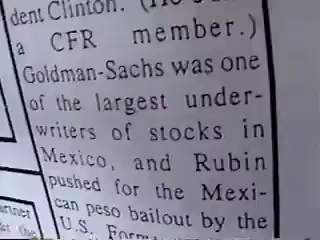 dent Clinton.
a CFR member.)
Goldman-Sachs was one
of the largest under-
writers of stocks in
Mexico, and Rubin
pushed for the Mexi-
can peso bailout by the
U.S.